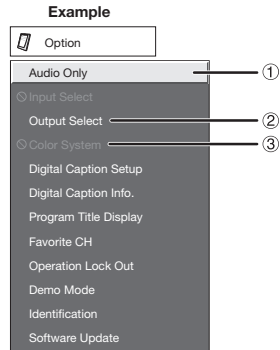 Example
Option
Audio Only ①
Input Select
Output Select ②
Color System ③
Digital Caption Setup
Digital Caption Info.
Program Title Display
Favorite CH
Operation Lock Out
Demo Mode
Identification
Software Update